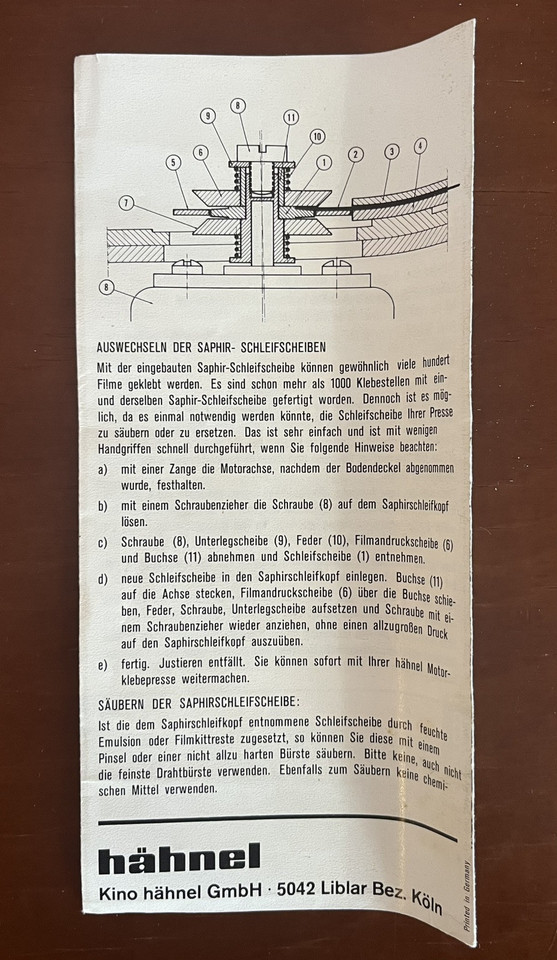 8
9
11
10
6
5
1
2
3
4
7
8
AUSWECHSELN DER SAPHIR- SCHLEIFSCHEIBEN
Mit der eingebauten Saphir-Schleifscheibe können gewöhnlich viele hundert
Filme geklebt werden. Es sind schon mehr als 1000 Klebestellen mit ein-
und derselben Saphir-Schleifscheibe gefertigt worden. Dennoch ist es mög-
lich, da es einmal notwendig werden könnte, die Schleifscheibe Ihrer Presse
zu säubern oder zu ersetzen. Das ist sehr einfach und ist mit wenigen
Handgriffen schnell durchgeführt, wenn Sie folgende Hinweise beachten:
a) mit einer Zange die Motorachse, nachdem der Bodendeckel abgenommen
wurde, festhalten.
b) mit einem Schraubenzieher die Schraube (8) auf dem Saphirschleifkopf
lösen.
c) Schraube (8), Unterlegscheibe (9), Feder (10), Filmandruckscheibe (6)
und Buchse (11) abnehmen und Schleifscheibe (1) entnehmen.
d) neue Schleifscheibe in den Saphirschleifkopf einlegen. Buchse (11)
auf die Achse stecken, Filmandruckscheibe (6) über die Buchse schie-
ben, Feder, Schraube, Unterlegscheibe aufsetzen und Schraube mit ei-
nem Schraubenzieher wieder anziehen, ohne einen allzugroßen Druck
auf den Saphirschleifkopf auszuüben.
e) fertig. Justieren entfällt. Sie können sofort mit Ihrer hähnel Motor-
klebepresse weitermachen.
SÄUBERN DER SAPHIRSCHLEIFSCHEIBE:
Ist die dem Saphirschleifkopf entnommene Schleifscheibe durch feuchte
Emulsion oder Filmkittreste zugesetzt, so können Sie diese mit einem
Pinsel oder einer nicht allzu harten Bürste säubern. Bitte keine, auch nicht
die feinste Drahtbürste verwenden. Ebenfalls zum Säubern keine chemi-
schen Mittel verwenden.
hähnel
Kino hähnel GmbH · 5042 Liblar Bez. Köln
Printed in Germany